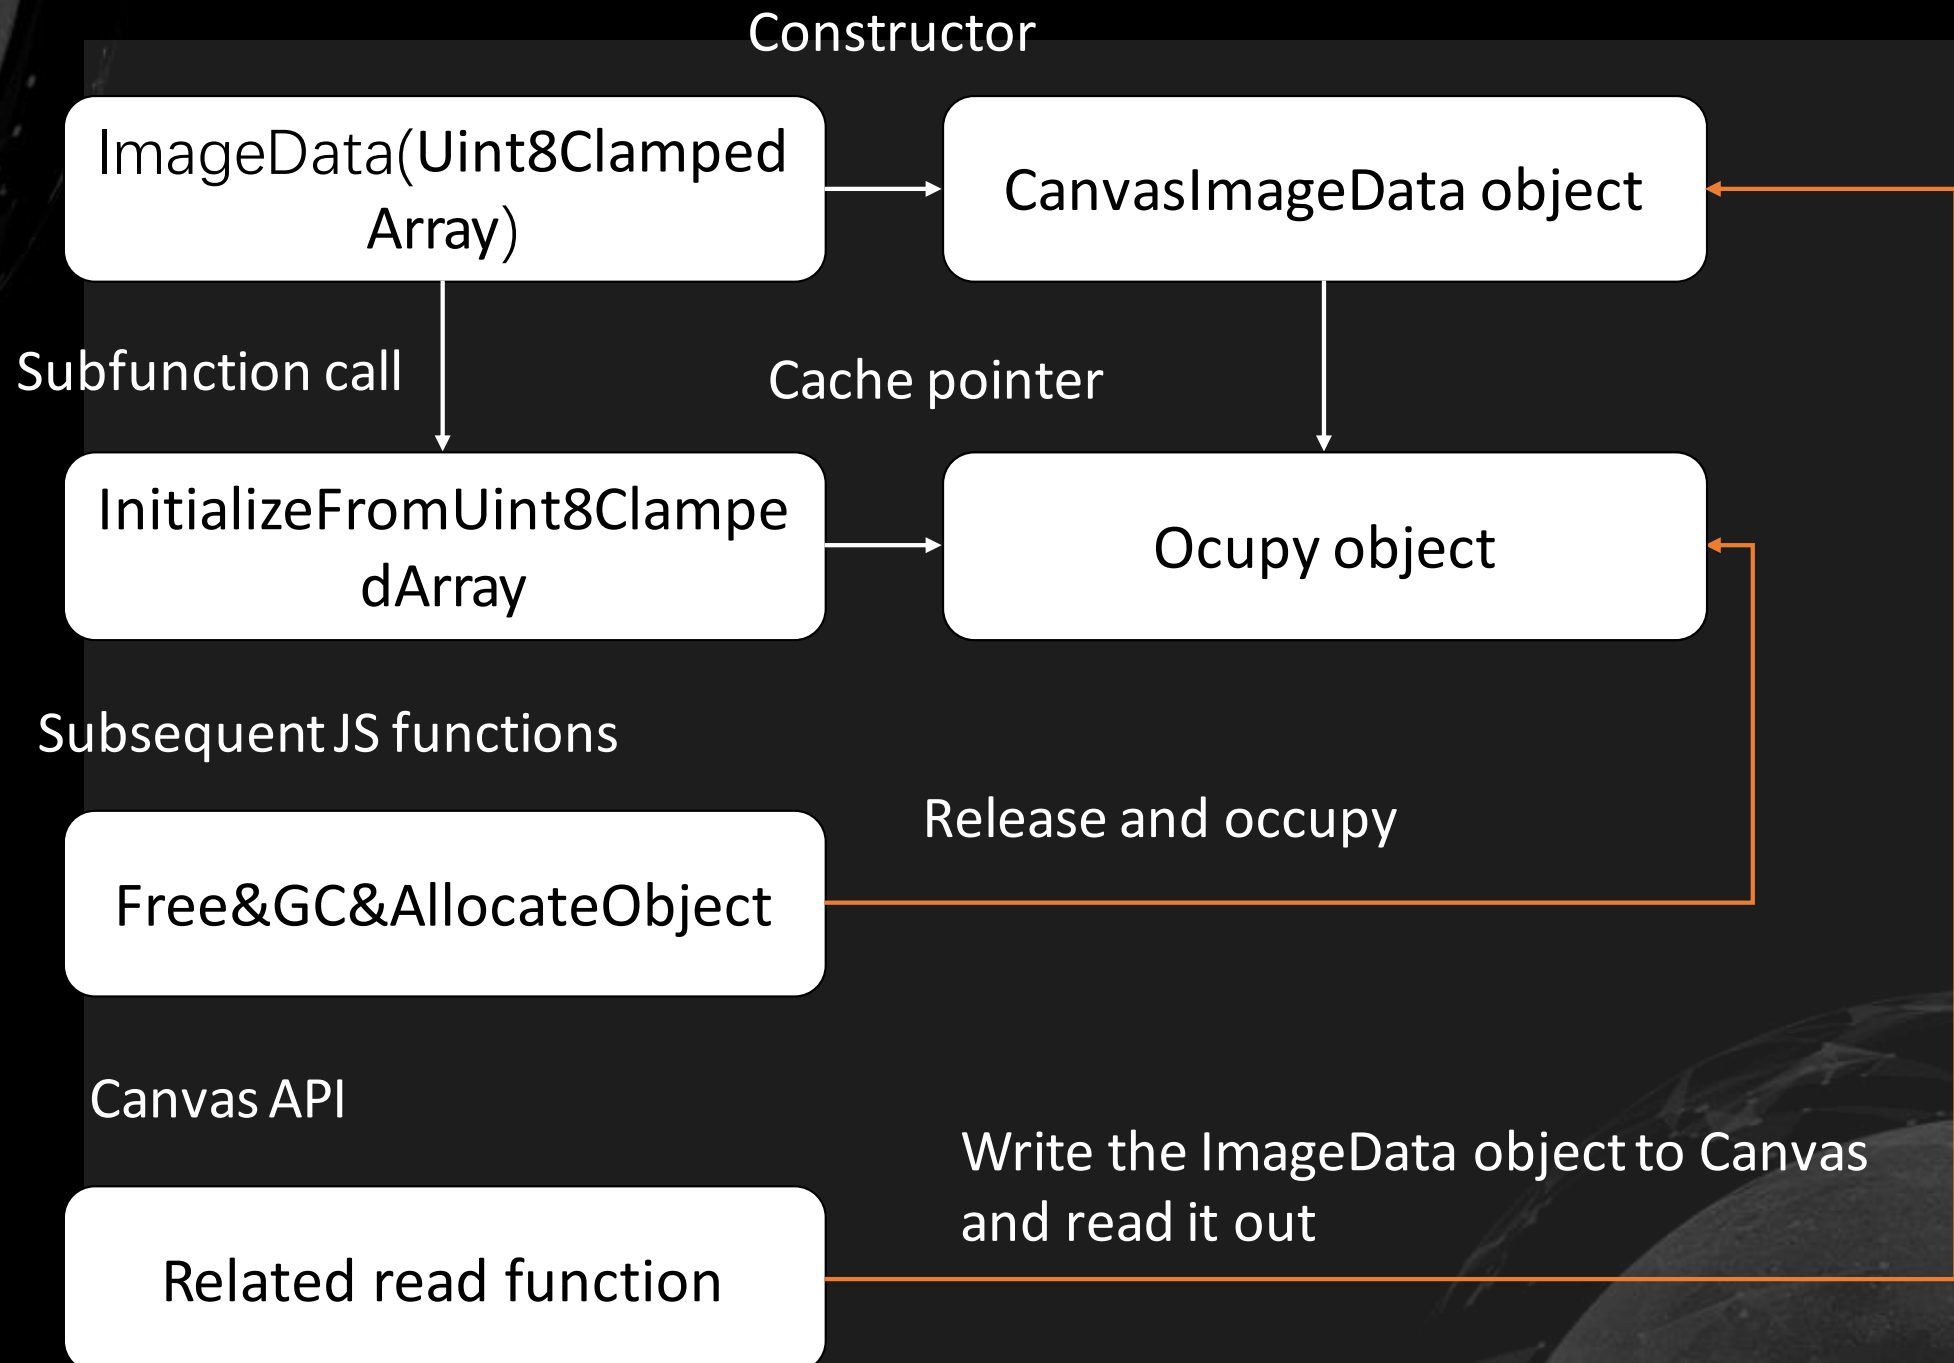 Constructor
ImageData(Uint8Clamped
Array)
CanvasImageData object
Subfunction call
Cache pointer
InitializeFromUint8Clampe
dArray
Ocupy object
Subsequent JS functions
Release and occupy
Free&GC&AllocateObject
Canvas API
Write the ImageData object to Canvas
and read it out
Related read function